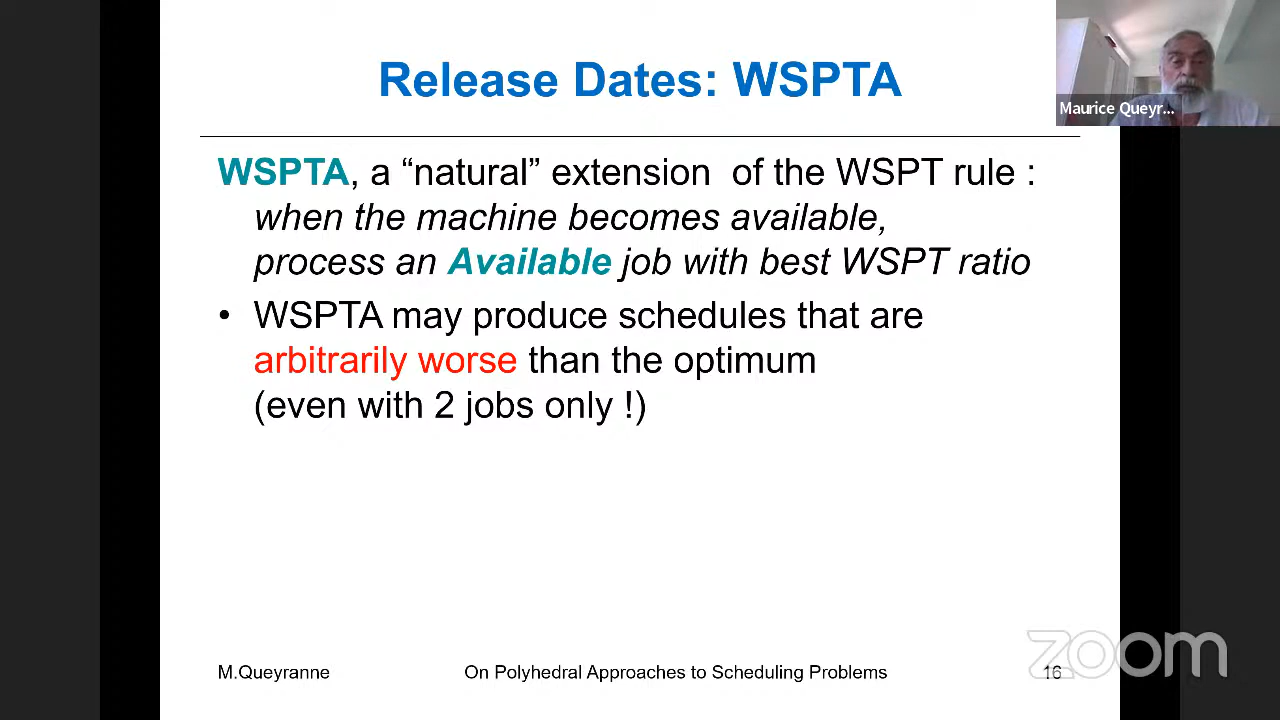 Release Dates: WSPTA
Maurice Queyr...
WSPTA, a “natural” extension of the WSPT rule :
when the machine becomes available,
process an Available job with best WSPT ratio
• WSPTA may produce schedules that are
arbitrarily worse than the optimum
(even with 2 jobs only !)
M.Queyranne
On Polyhedral Approaches to Scheduling Problems
16
zoom